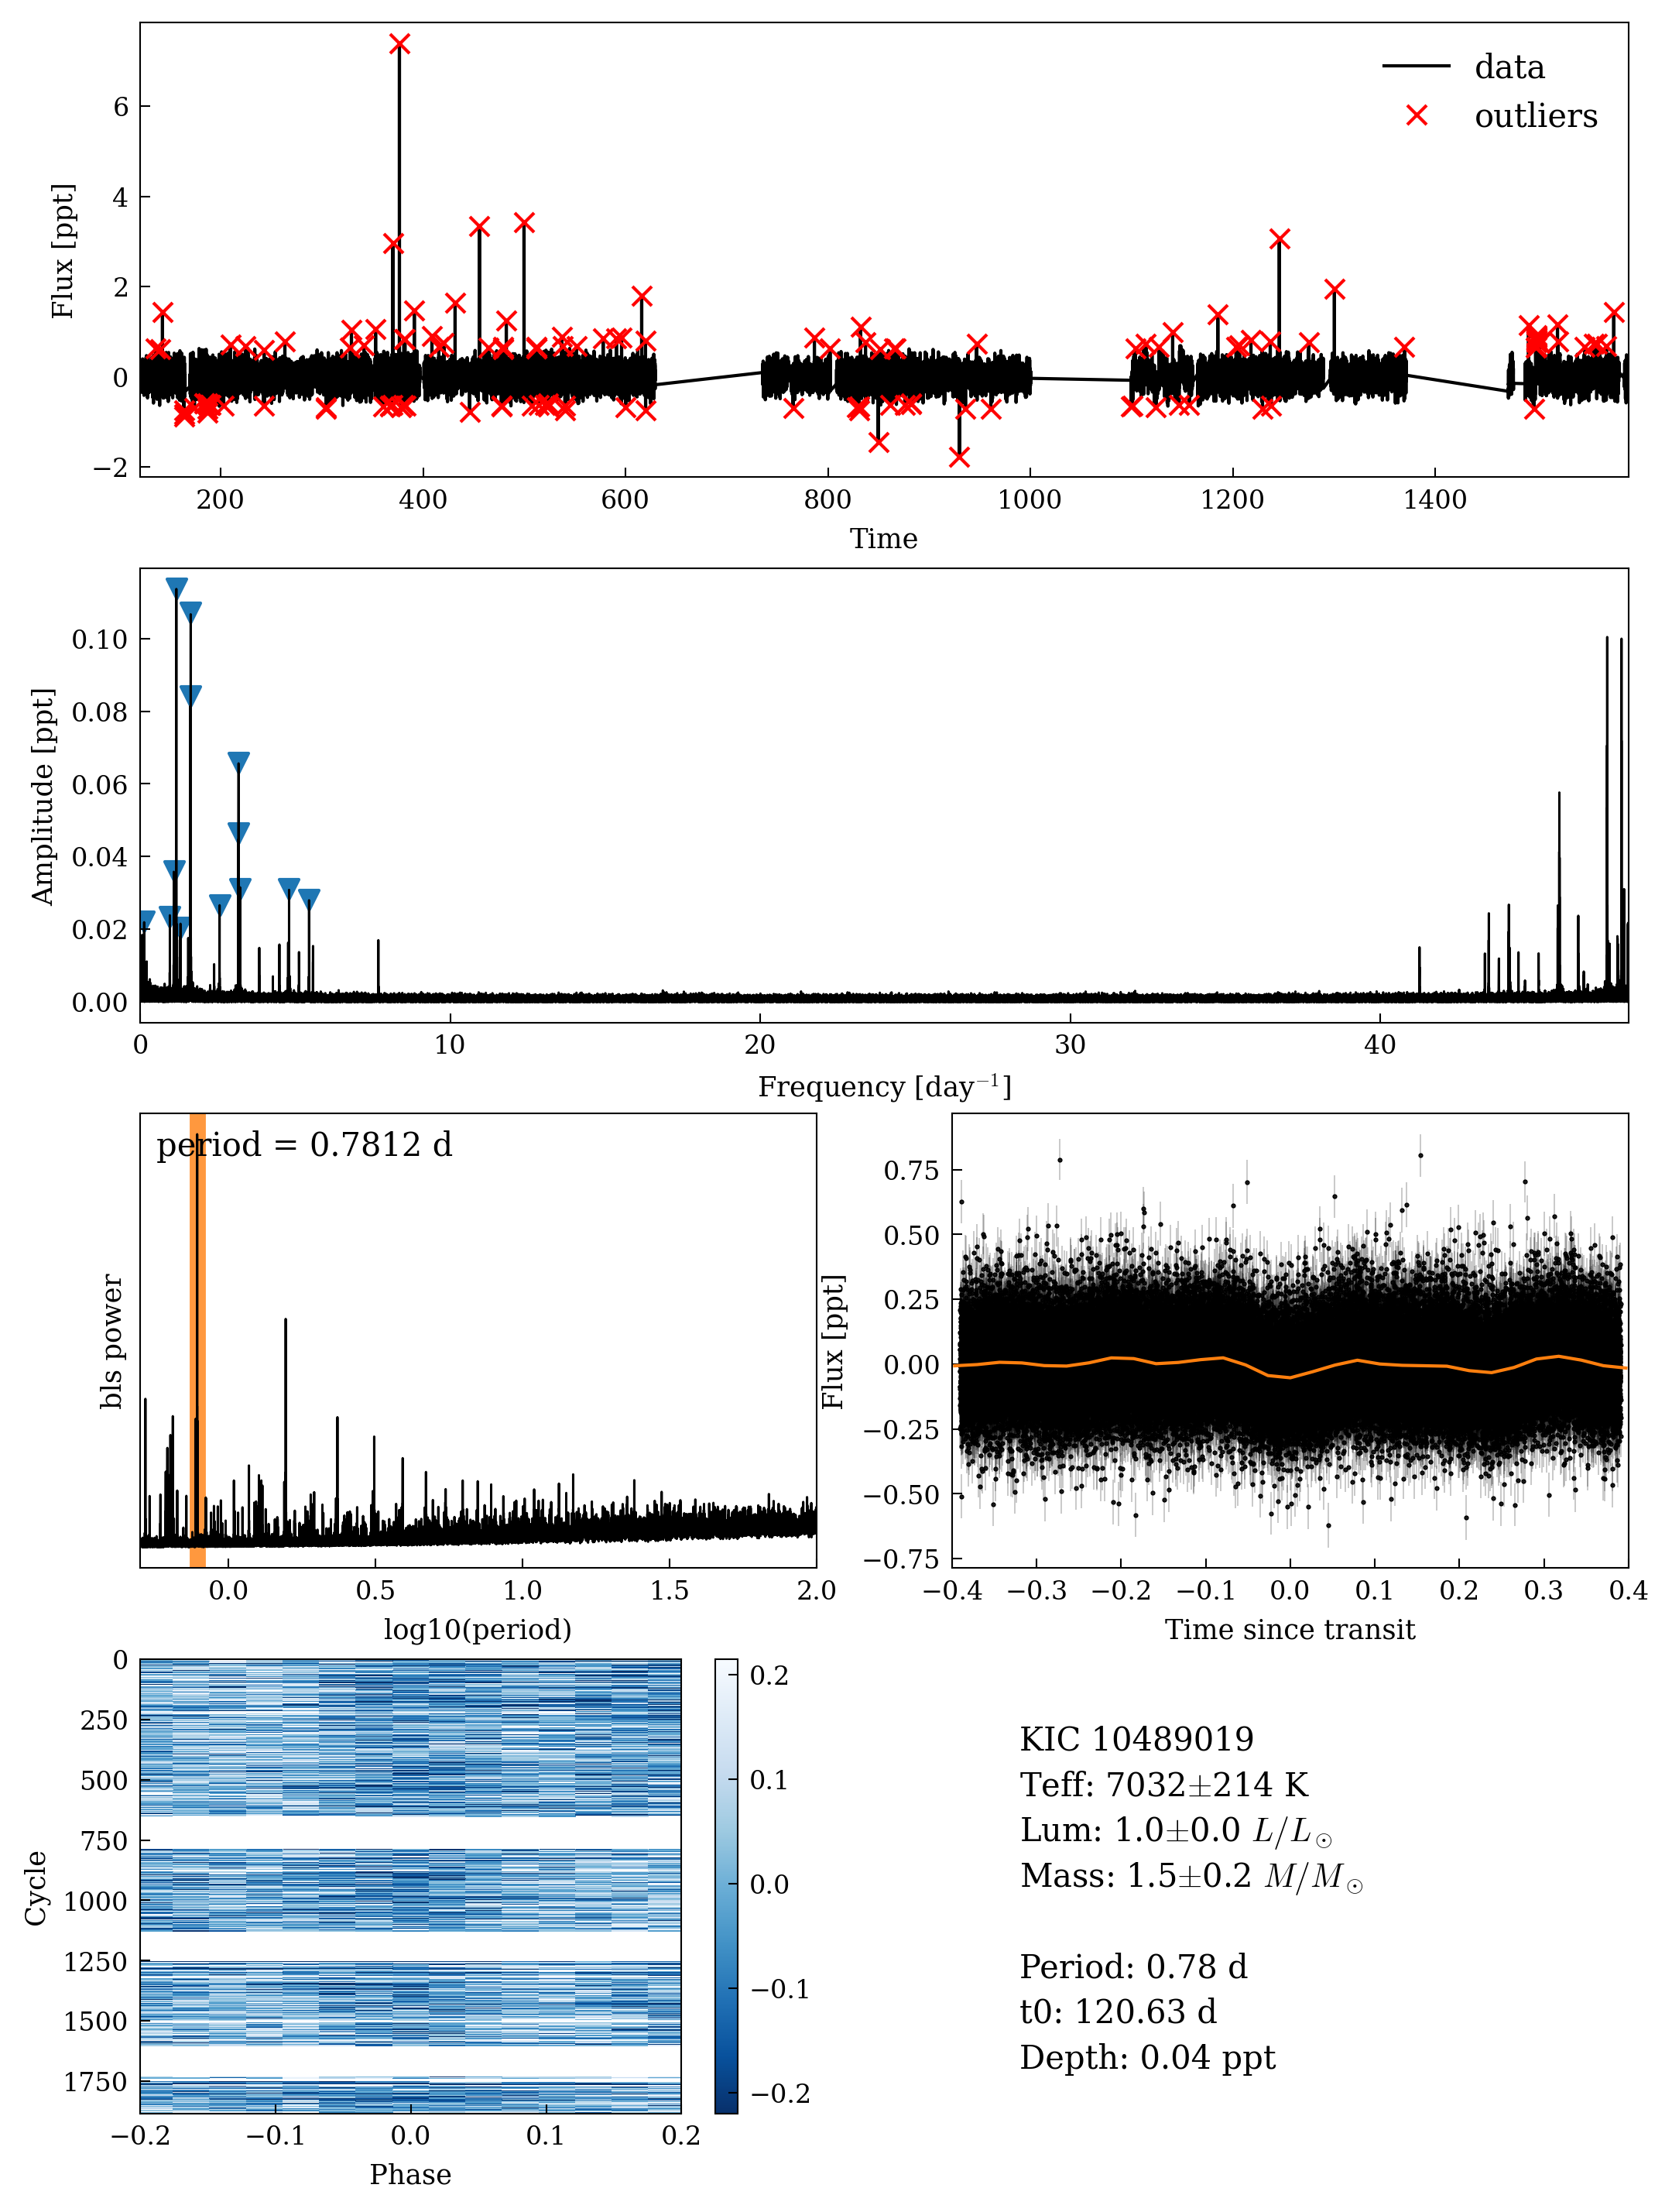 data
outliers
6
4
2
0
−2
Flux [ppt]
200 400 600 800 1000 1200 1400
Time
0.10
0.08
0.06
0.04
0.02
0.00
Amplitude [ppt]
0 10 20 30 40
Frequency [day⁻¹]
period = 0.7812 d
bls power
0.0 0.5 1.0 1.5 2.0
log10(period)
0.75
0.50
0.25
0.00
−0.25
−0.50
−0.75
Flux [ppt]
−0.4 −0.3 −0.2 −0.1 0.0 0.1 0.2 0.3 0.4
Time since transit
0
250
500
750
1000
1250
1500
1750
Cycle
−0.2 −0.1 0.0 0.1 0.2
Phase
0.2
0.1
0.0
−0.1
−0.2
KIC 10489019
Teff: 7032±214 K
Lum: 1.0±0.0 L/L☉
Mass: 1.5±0.2 M/M☉
Period: 0.78 d
t0: 120.63 d
Depth: 0.04 ppt